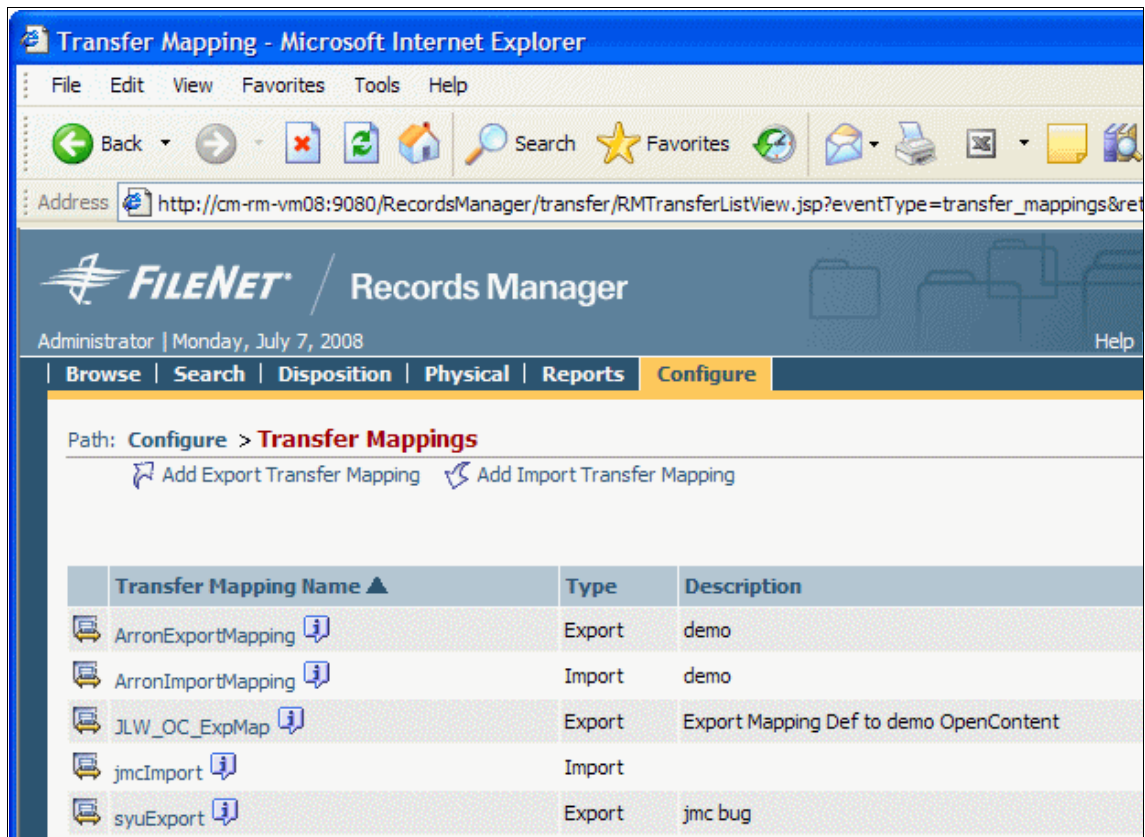 Transfer Mapping - Microsoft Internet Explorer
File Edit View Favorites Tools Help
Back Search Favorites
Address http://cm-rm-vm08:9080/RecordsManager/transfer/RMTransferListView.jsp?eventType=transfer_mappings&ret
FILENET Records Manager
Administrator | Monday, July 7, 2008 Help
| Browse | Search | Disposition | Physical | Reports Configure
Path: Configure > Transfer Mappings
Add Export Transfer Mapping Add Import Transfer Mapping
Transfer Mapping Name Type Description
ArronExportMapping Export demo
ArronImportMapping Import demo
JLW_OC_ExpMap Export Export Mapping Def to demo OpenContent
jmcImport Import
syuExport Export jmc bug